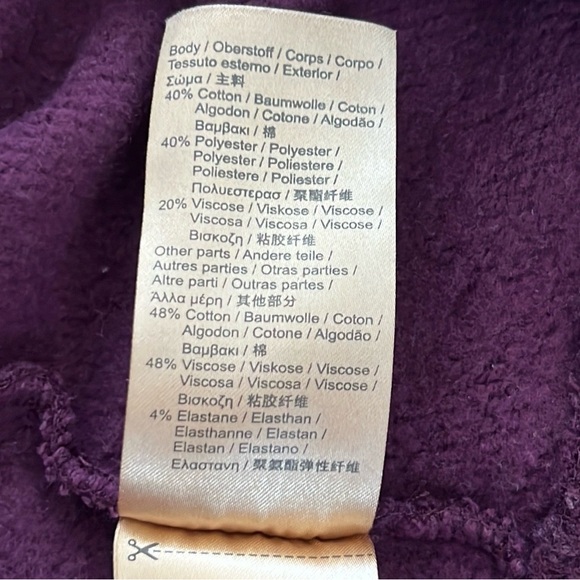 Body / Oberstoff / Corps / Corpo /
Tessuto esterno / Exterior /
Σώμα / 主料
40% Cotton / Baumwolle / Coton /
Algodon / Cotone / Algodão /
Βαμβακι / 棉
40% Polyester / Polyester /
Polyester / Poliestere /
Poliestere / Poliester /
Πολυεστερασ / 聚酯纤维
20% Viscose / Viskose / Viscose /
Viscosa / Viscosa / Viscose /
Βισκοζη / 粘胶纤维
Other parts / Andere teile /
Autres parties / Otras parties /
Altre parti / Outras partes /
Άλλα μέρη / 其他部分
48% Cotton / Baumwolle / Coton /
Algodon / Cotone / Algodão /
Βαμβακι / 棉
48% Viscose / Viskose / Viscose /
Viscosa / Viscosa / Viscose /
Βισκοζη / 粘胶纤维
4% Elastane / Elasthan /
Elasthanne / Elastan /
Elastan / Elastano /
Ελαστανη / 聚氨酯弹性纤维